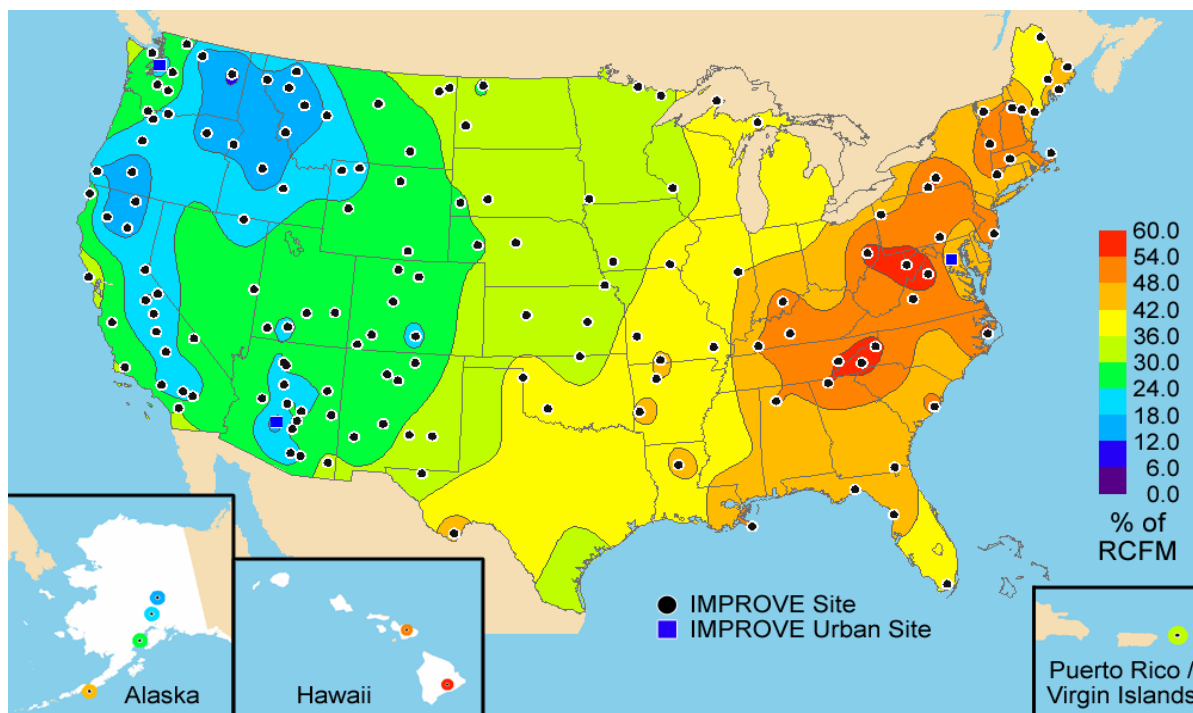 60.0
54.0
48.0
42.0
36.0
30.0
24.0
18.0
12.0
6.0
0.0
% of
RCFM
IMPROVE Site
IMPROVE Urban Site
Alaska
Hawaii
Puerto Rico /
Virgin Islands